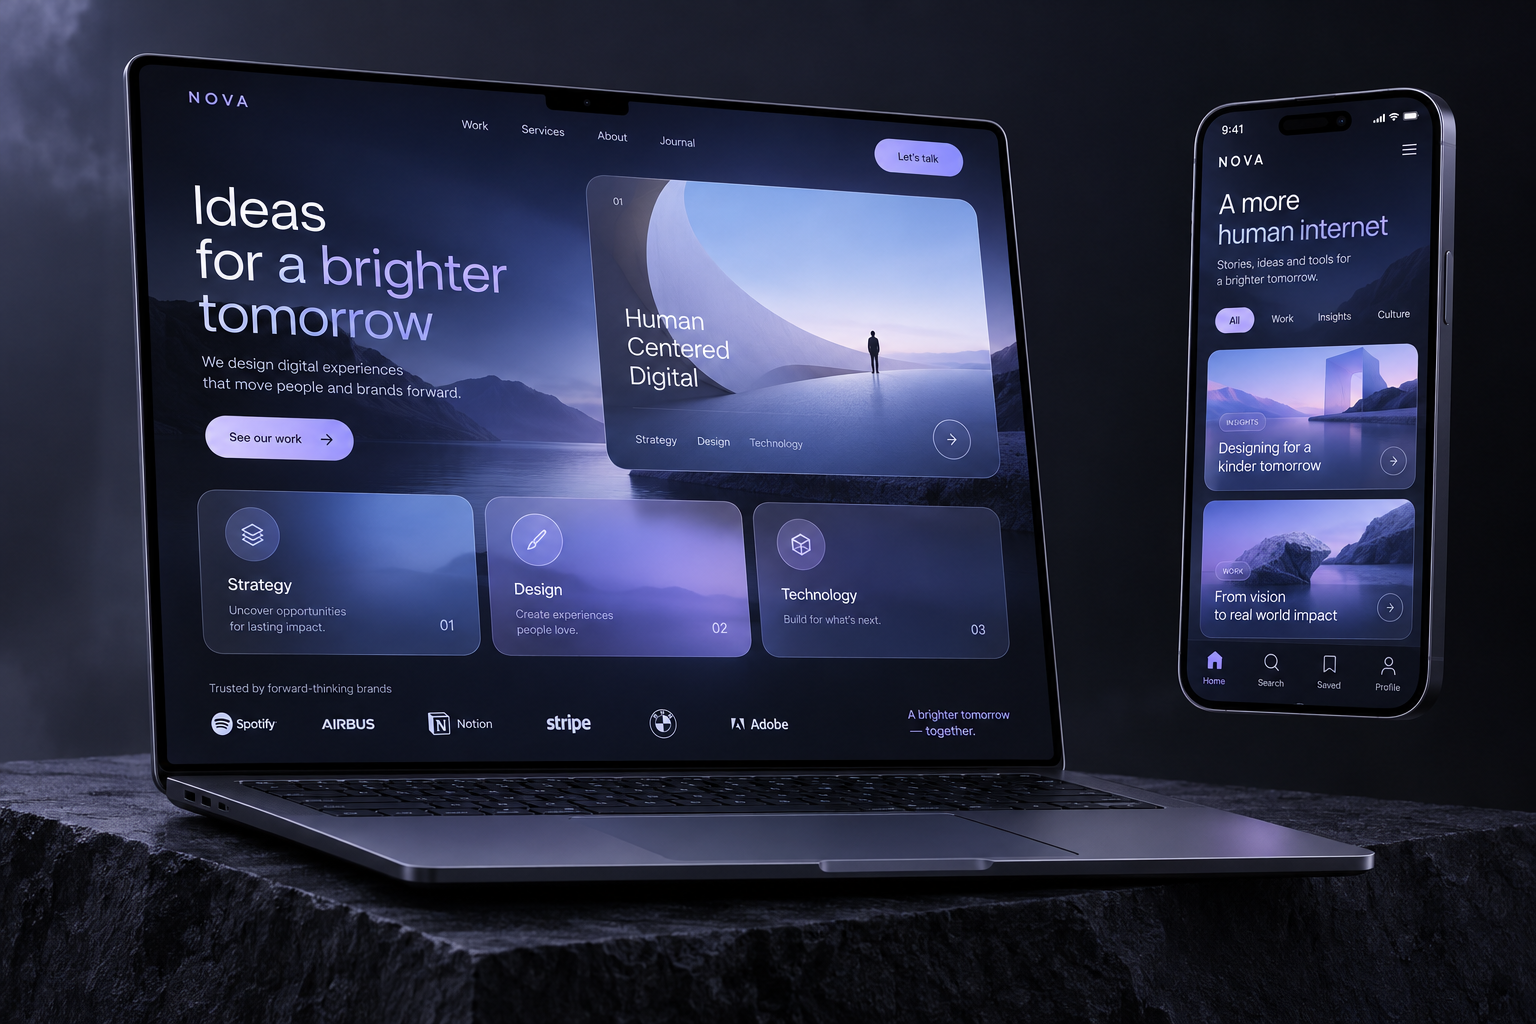 NOVA
Work
Services
About
Journal
Let's talk
Ideas
for a brighter
tomorrow
We design digital experiences
that move people and brands forward.
See our work
01
Human
Centered
Digital
Strategy
Design
Technology
Strategy
Uncover opportunities
for lasting impact.
01
Design
Create experiences
people love.
02
Technology
Build for what's next.
03
Trusted by forward-thinking brands
Spotify
AIRBUS
N
Notion
stripe
BMW
Adobe
A brighter tomorrow
— together.
9:41
NOVA
A more
human internet
Stories, ideas and tools for
a brighter tomorrow.
All
Work
Insights
Culture
INSIGHTS
Designing for a
kinder tomorrow
WORK
From vision
to real world impact
Home
Search
Saved
Profile